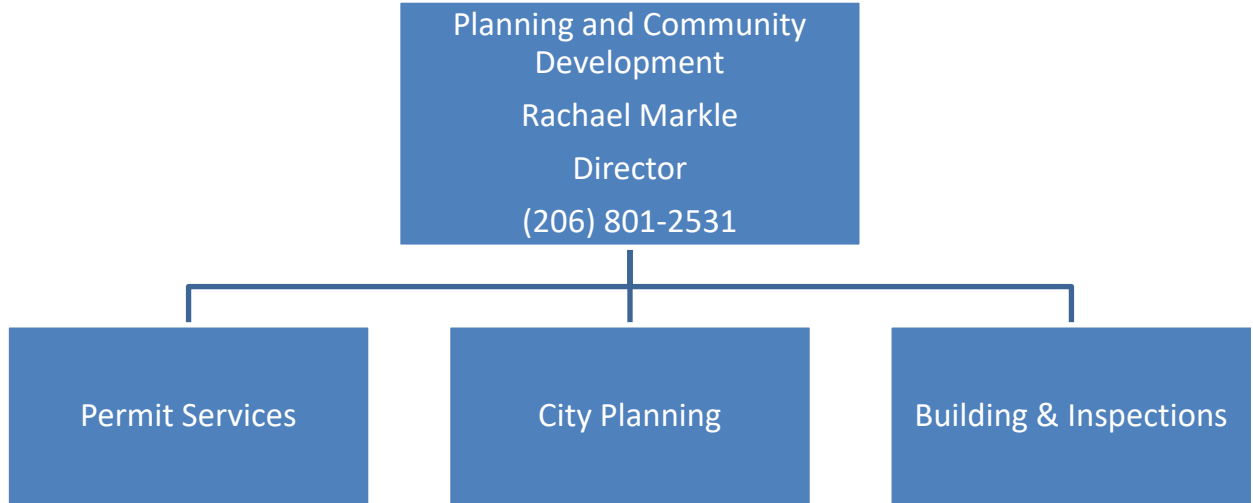 Planning and Community
Development
Rachael Markle
Director
(206) 801-2531
Permit Services
City Planning
Building & Inspections